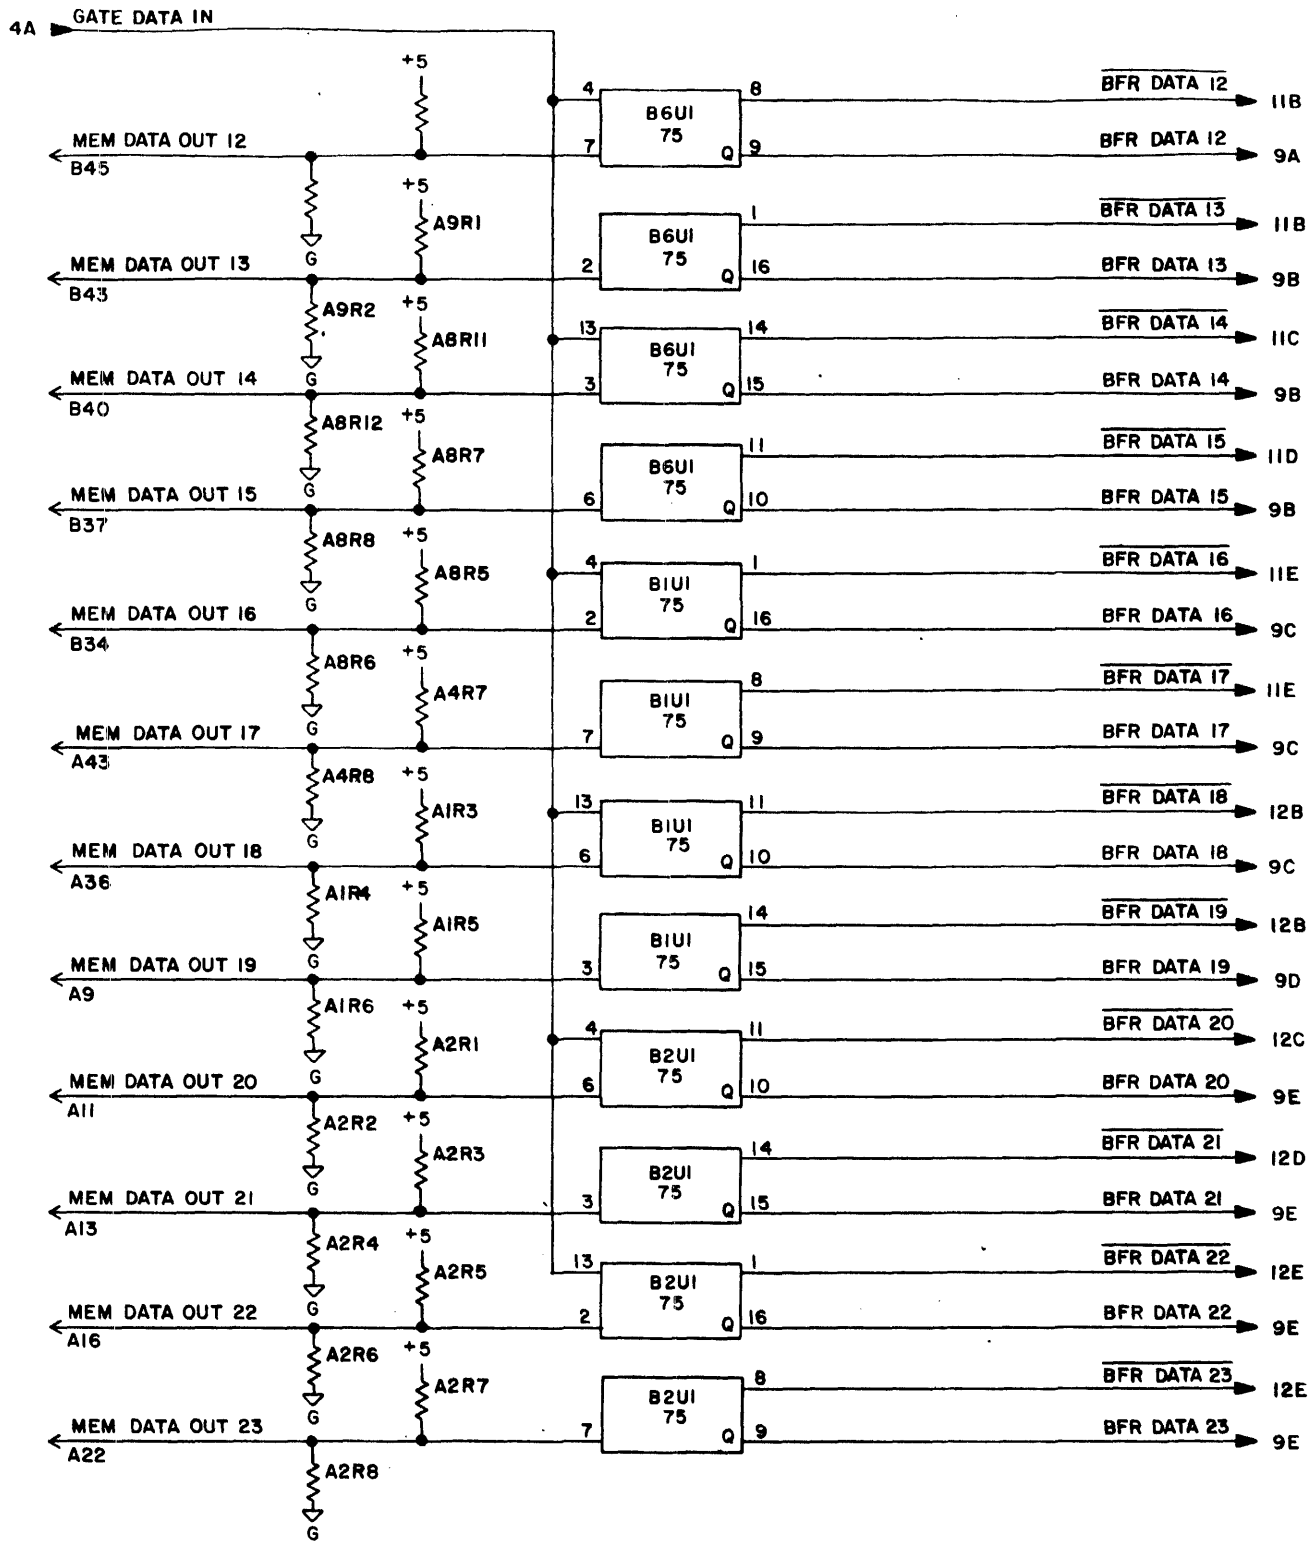 GATE DATA IN
4A
+5
4 B6U1 8 BFR DATA 12 11B
75
MEM DATA OUT 12 7 Q 9 BFR DATA 12 9A
B45
+5
A9R1 B6U1 1 BFR DATA 13 11B
75
G
MEM DATA OUT 13 2 Q 16 BFR DATA 13 9B
B43
A9R2 +5
A8R11 13 B6U1 14 BFR DATA 14 11C
75
G
MEM DATA OUT 14 3 Q 15 BFR DATA 14 9B
B40
A8R12 +5
A8R7 B6U1 11 BFR DATA 15 11D
75
G
MEM DATA OUT 15 6 Q 10 BFR DATA 15 9B
B37
A8R8 +5
A8R5 4 B1U1 1 BFR DATA 16 11E
75
G
MEM DATA OUT 16 2 Q 16 BFR DATA 16 9C
B34
A8R6 +5
A4R7 B1U1 8 BFR DATA 17 11E
75
G
MEM DATA OUT 17 7 Q 9 BFR DATA 17 9C
A43
A4R8 +5
A1R3 13 B1U1 11 BFR DATA 18 12B
75
G
MEM DATA OUT 18 6 Q 10 BFR DATA 18 9C
A36
A1R4 +5
A1R5 B1U1 14 BFR DATA 19 12B
75
G
MEM DATA OUT 19 3 Q 15 BFR DATA 19 9D
A9
A1R6 +5
A2R1 4 B2U1 11 BFR DATA 20 12C
75
G
MEM DATA OUT 20 6 Q 10 BFR DATA 20 9E
A11
A2R2 +5
A2R3 B2U1 14 BFR DATA 21 12D
75
G
MEM DATA OUT 21 3 Q 15 BFR DATA 21 9E
A13
A2R4 +5
A2R5 13 B2U1 1 BFR DATA 22 12E
75
G
MEM DATA OUT 22 2 Q 16 BFR DATA 22 9E
A16
A2R6 +5
A2R7 B2U1 8 BFR DATA 23 12E
75
G
MEM DATA OUT 23 7 Q 9 BFR DATA 23 9E
A22
A2R8
G